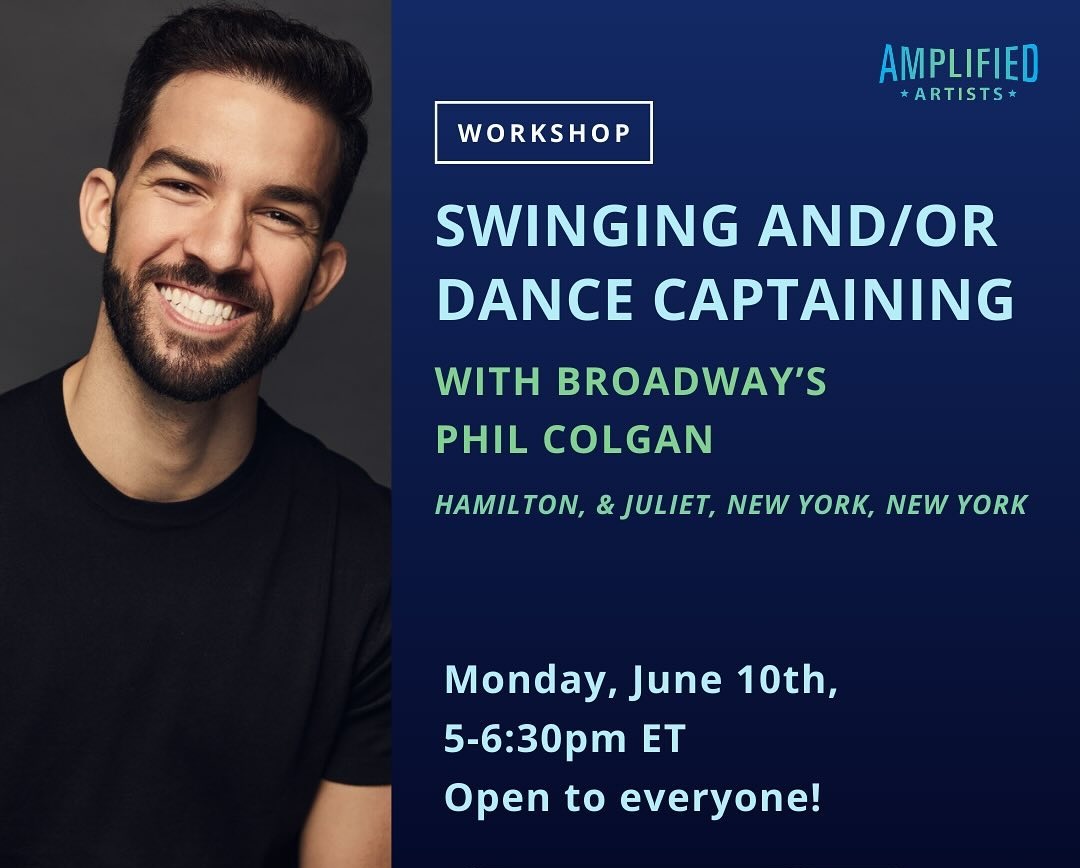 AMPLIFIED
★ ARTISTS ★
WORKSHOP
SWINGING AND/OR
DANCE CAPTAINING
WITH BROADWAY’S
PHIL COLGAN
HAMILTON, & JULIET, NEW YORK, NEW YORK
Monday, June 10th,
5-6:30pm ET
Open to everyone!